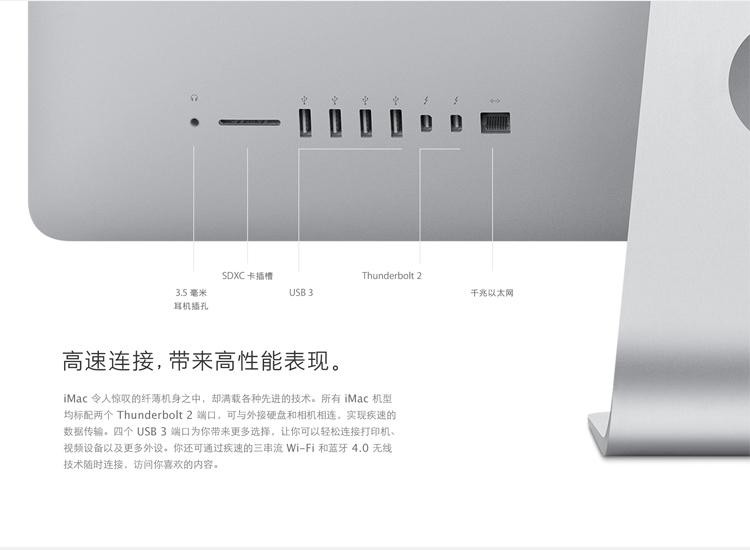 SDXC 卡插槽
Thunderbolt 2
3.5 毫米
耳机插孔
USB 3
千兆以太网
高速连接，带来高性能表现。
iMac 令人惊叹的纤薄机身之中，却满载各种先进的技术。所有 iMac 机型
均标配两个 Thunderbolt 2 端口，可与外接硬盘和相机相连，实现疾速的
数据传输。四个 USB 3 端口为你带来更多选择，让你可以轻松连接打印机、
视频设备以及更多外设。你还可通过疾速的三串流 Wi-Fi 和蓝牙 4.0 无线
技术随时连接，访问你喜欢的内容。